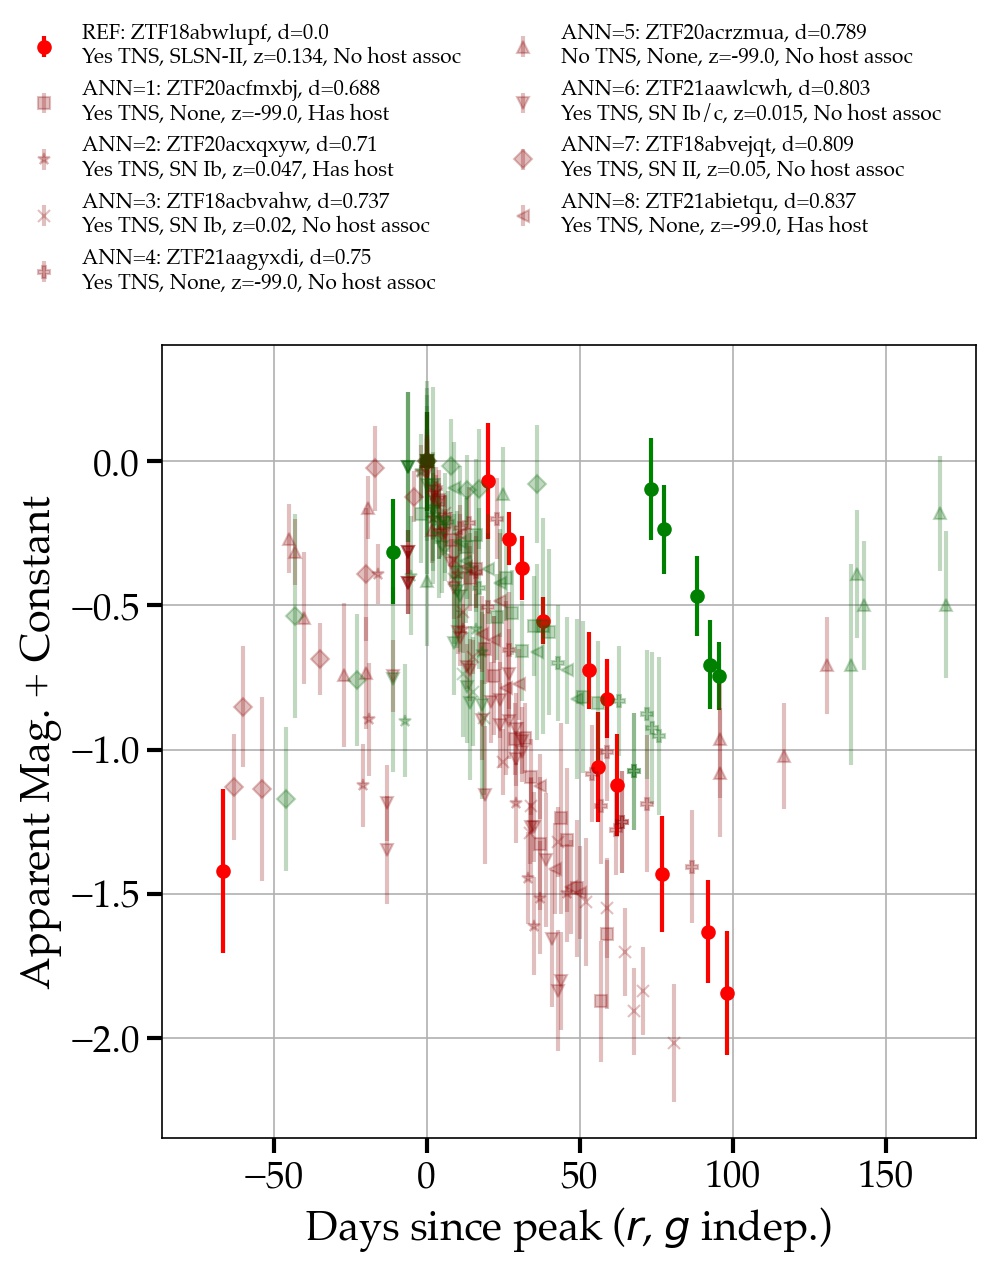 REF: ZTF18abwlupf, d=0.0
Yes TNS, SLSN-II, z=0.134, No host assoc
ANN=1: ZTF20acfmxbj, d=0.688
Yes TNS, None, z=-99.0, Has host
ANN=2: ZTF20acxqxyw, d=0.71
Yes TNS, SN Ib, z=0.047, Has host
ANN=3: ZTF18acbvahw, d=0.737
Yes TNS, SN Ib, z=0.02, No host assoc
ANN=4: ZTF21aagyxdi, d=0.75
Yes TNS, None, z=-99.0, No host assoc
ANN=5: ZTF20acrzmua, d=0.789
No TNS, None, z=-99.0, No host assoc
ANN=6: ZTF21aawlcwh, d=0.803
Yes TNS, SN Ib/c, z=0.015, No host assoc
ANN=7: ZTF18abvejqt, d=0.809
Yes TNS, SN II, z=0.05, No host assoc
ANN=8: ZTF21abietqu, d=0.837
Yes TNS, None, z=-99.0, Has host
Apparent Mag. + Constant
0.0
−0.5
−1.0
−1.5
−2.0
−50 0 50 100 150
Days since peak (r, g indep.)